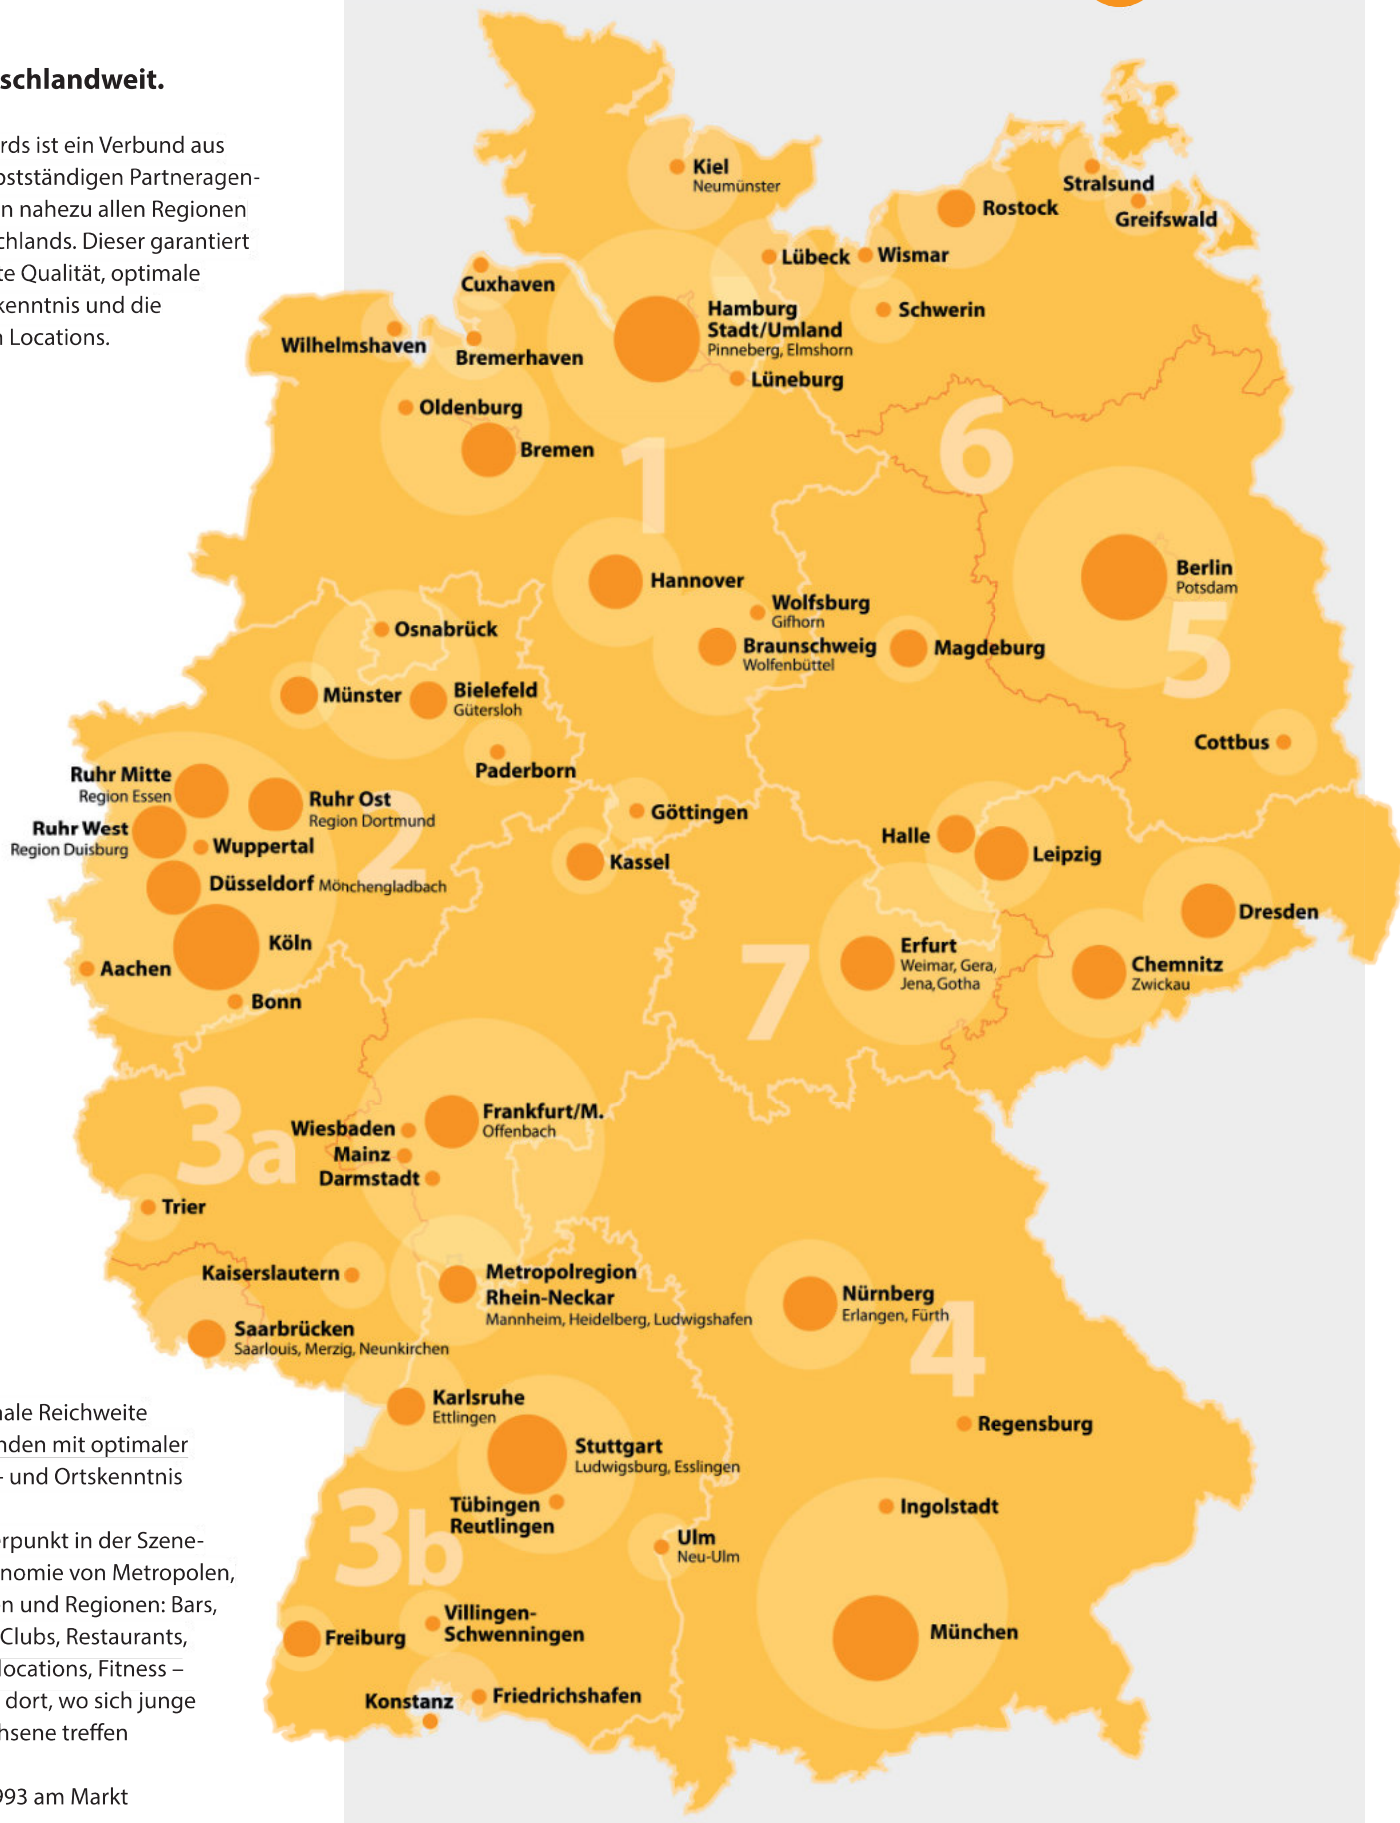 schlandweit.
rds ist ein Verbund aus
ostständigen Partneragen-
n nahezu allen Regionen
chlands. Dieser garantiert
te Qualität, optimale
kenntnis und die
Locations.
Kiel
Neumünster
Stralsund
Rostock
Greifswald
Lübeck
Wismar
Cuxhaven
Schwerin
Hamburg
Stadt/Umland
Pinneberg, Elmshorn
Wilhelmshaven
Bremerhaven
Lüneburg
Oldenburg
6
Bremen
1
Hannover
Berlin
Potsdam
Wolfsburg
Gifhorn
Osnabrück
Braunschweig
Wolfenbüttel
Magdeburg
5
Münster
Bielefeld
Gütersloh
Cottbus
Paderborn
Ruhr Mitte
Region Essen
Ruhr Ost
Region Dortmund
Göttingen
Ruhr West
Region Duisburg
Wuppertal
2
Kassel
Halle
Leipzig
Düsseldorf Mönchengladbach
Dresden
Köln
Erfurt
Weimar, Gera,
Jena, Gotha
Aachen
Chemnitz
Zwickau
Bonn
7
3a
Frankfurt/M.
Offenbach
Wiesbaden
Mainz
Darmstadt
Trier
Kaiserslautern
Metropolregion
Rhein-Neckar
Mannheim, Heidelberg, Ludwigshafen
Nürnberg
Erlangen, Fürth
Saarbrücken
Saarlouis, Merzig, Neunkirchen
4
Karlsruhe
Ettlingen
Regensburg
Stuttgart
Ludwigsburg, Esslingen
Tübingen
Reutlingen
Ingolstadt
3b
Ulm
Neu-Ulm
Villingen-
Schwenningen
Freiburg
München
Konstanz
Friedrichshafen
nale Reichweite
nden mit optimaler
- und Ortskenntnis
erpunkt in der Szene-
nomie von Metropolen,
n und Regionen: Bars,
Clubs, Restaurants,
locations, Fitness –
dort, wo sich junge
chsene treffen
993 am Markt